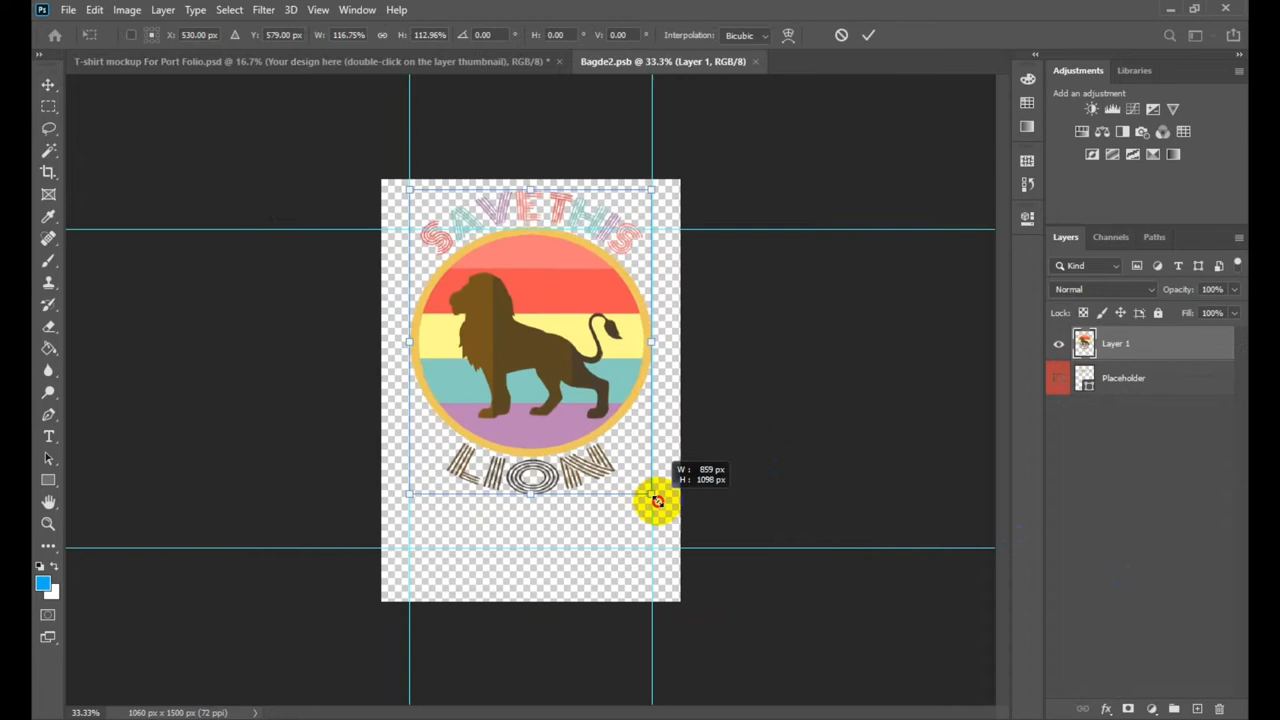 Ps File Edit Image Layer Type Select Filter 3D View Window Help
X: 530.00 px Y: 579.00 px W: 116.75% H: 112.96% 0.00 ° H: 0.00 ° V: 0.00 ° Interpolation: Bicubic
T-shirt mockup For Port Folio.psd @ 16.7% (Your design here (double-click on the layer thumbnail), RGB/8) * × Bagde2.psb @ 33.3% (Layer 1, RGB/8) ×
Adjustments Libraries
Add an adjustment
SAVE THIS
LION
W: 859 px
H: 1098 px
Layers Channels Paths
Kind
Normal Opacity: 100%
Lock: Fill: 100%
Layer 1
Placeholder
fx
33.33% 1060 px x 1500 px (72 ppi)